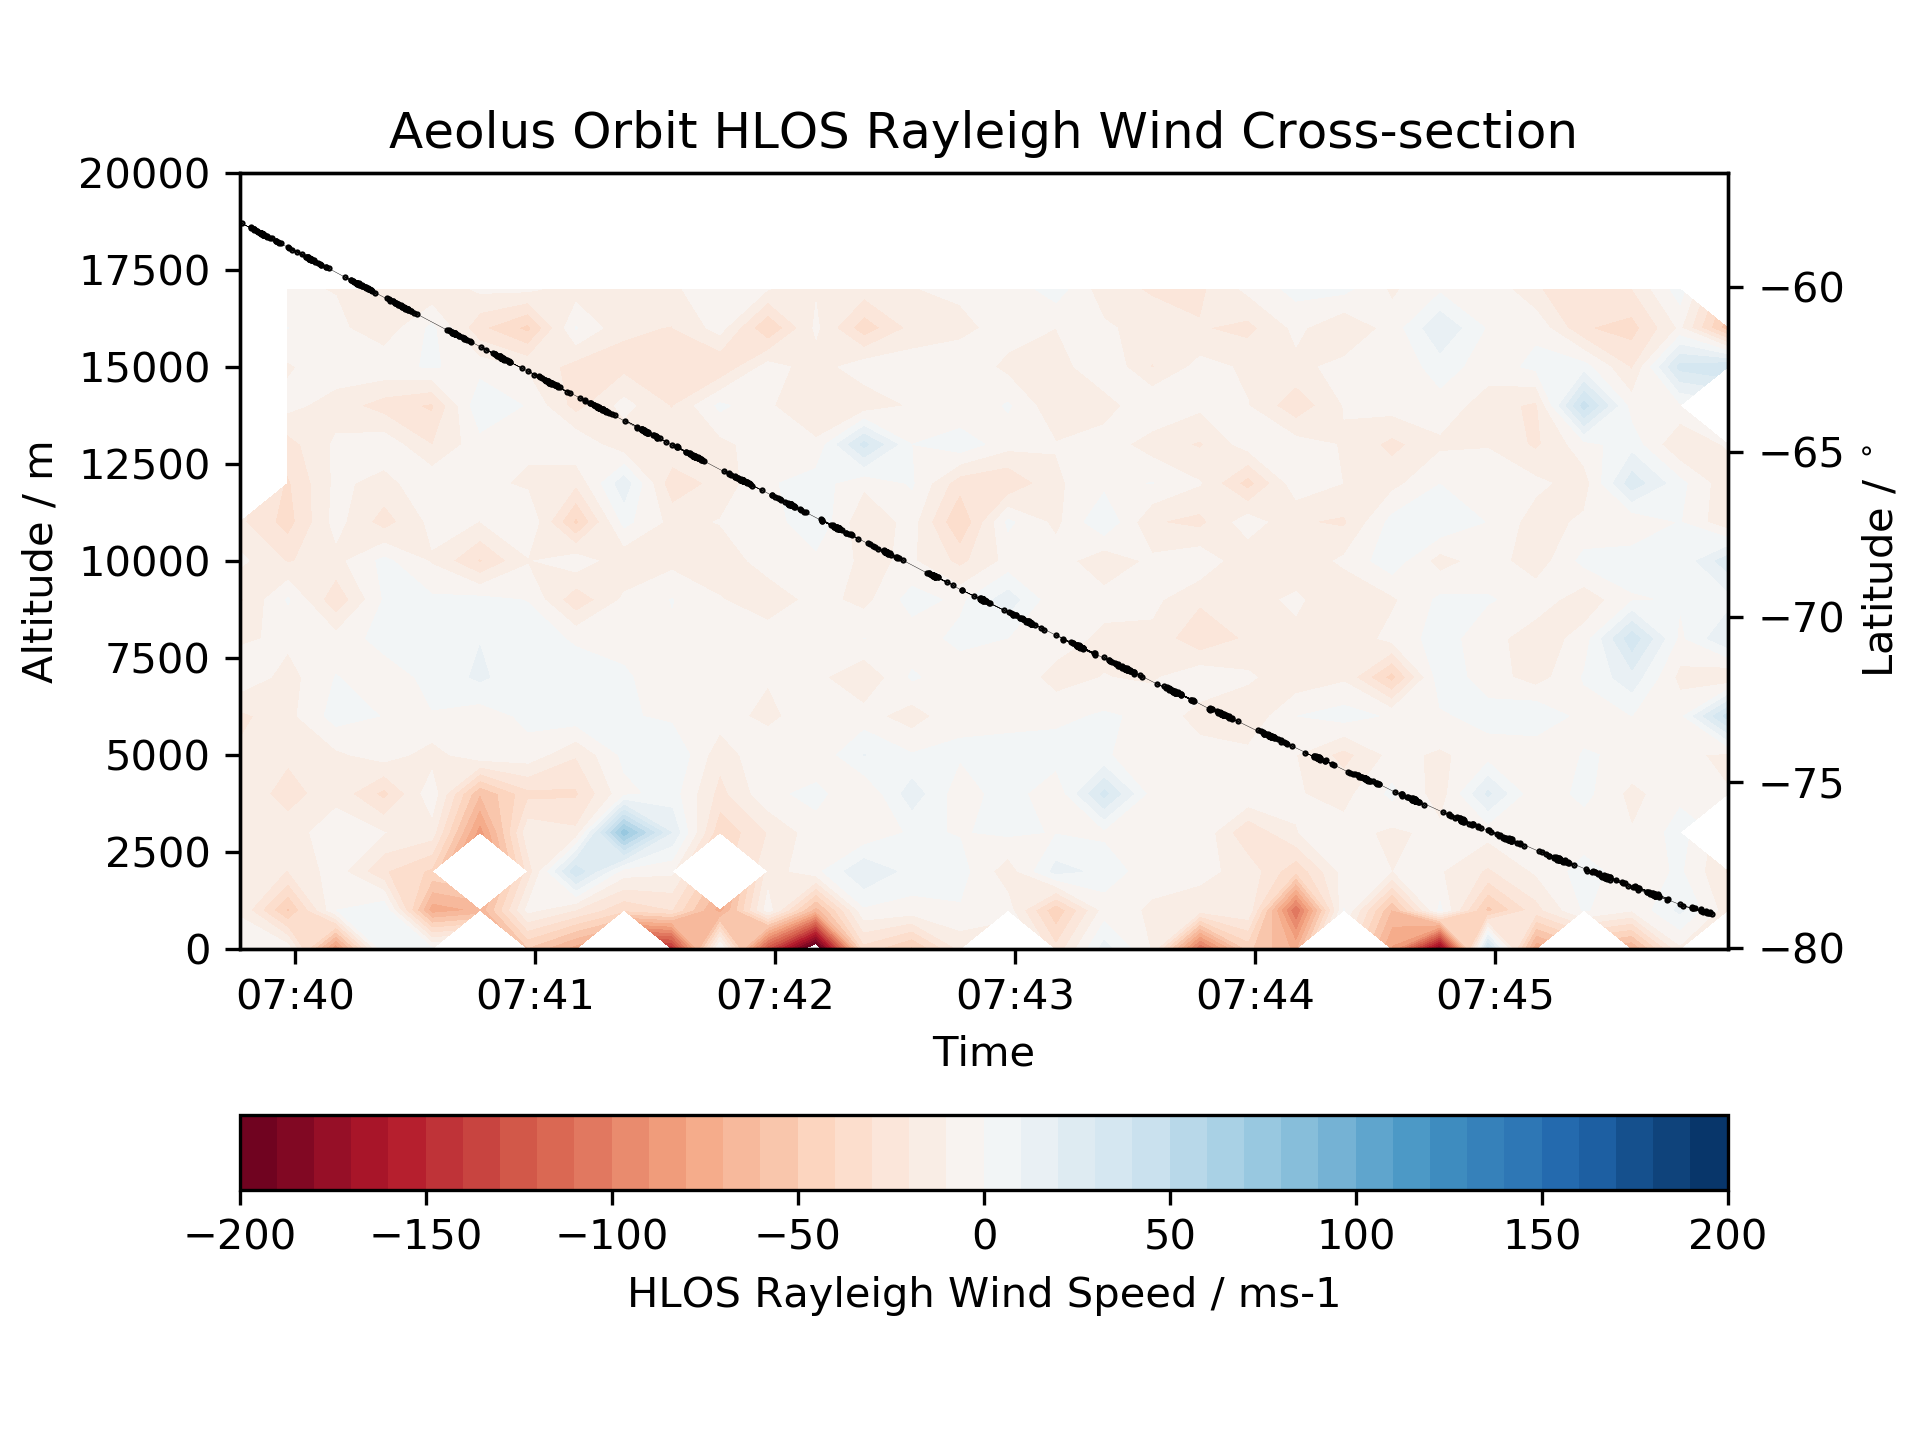 Aeolus Orbit HLOS Rayleigh Wind Cross-section
20000
17500
15000
12500
10000
7500
5000
2500
0
Altitude / m
−60
−65
−70
−75
−80
Latitude / °
07:40 07:41 07:42 07:43 07:44 07:45
Time
−200 −150 −100 −50 0 50 100 150 200
HLOS Rayleigh Wind Speed / ms-1